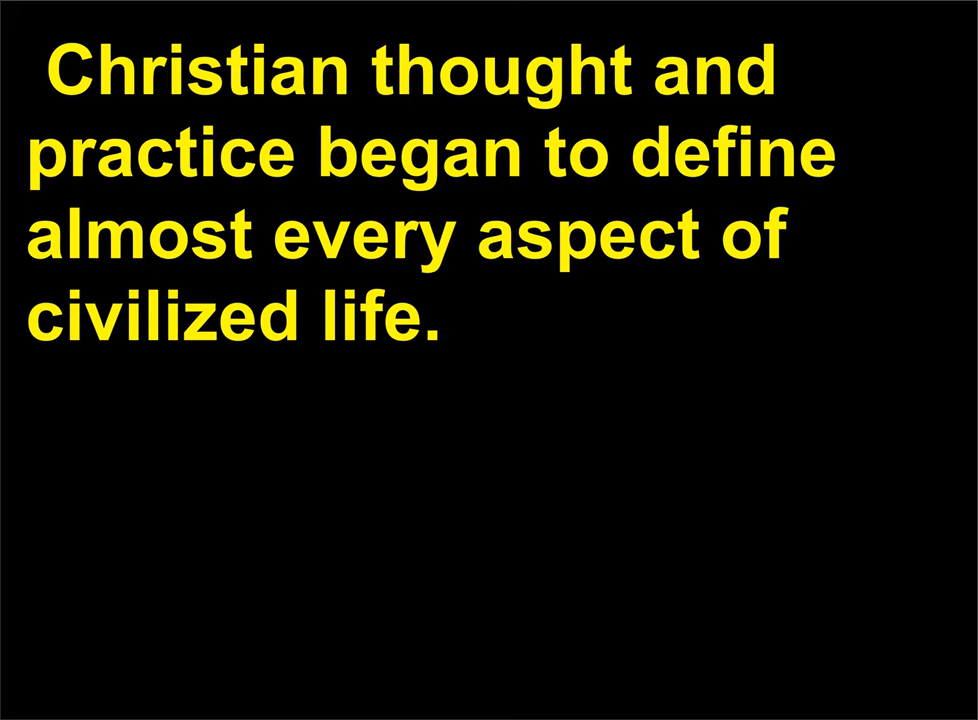 Christian thought and
practice began to define
almost every aspect of
civilized life.